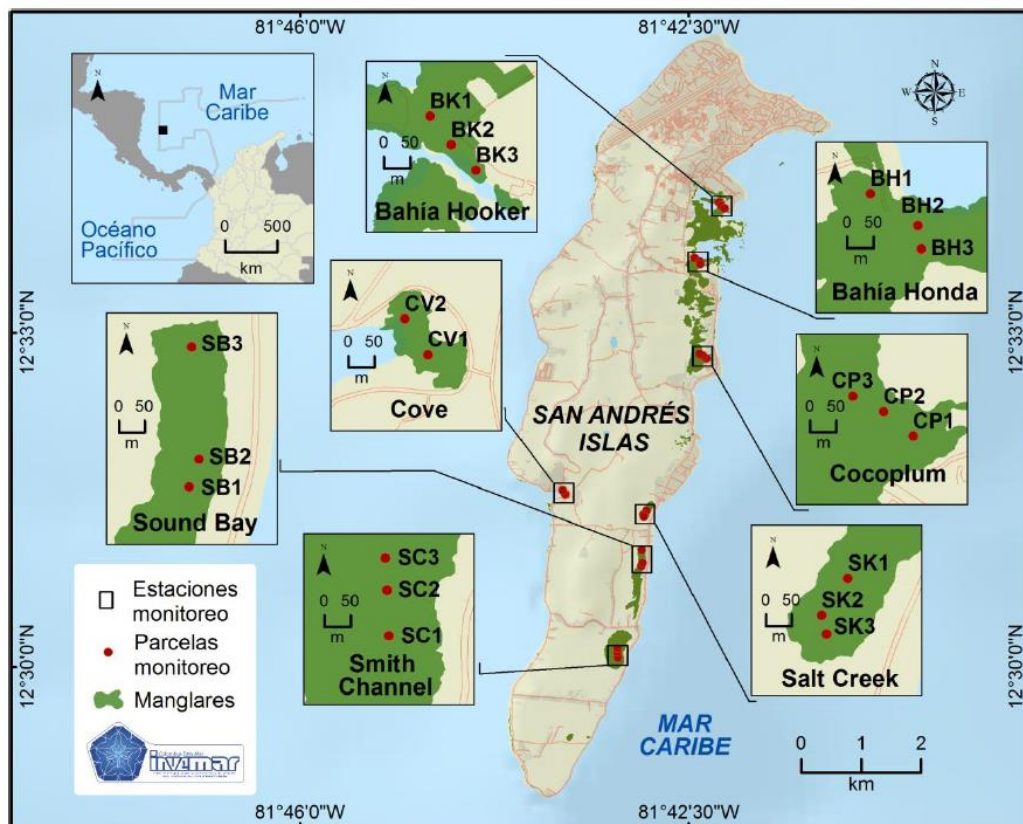 81°46'0"W
81°42'30"W
N
Mar
Caribe
Océano
Pacífico
0 500
km
N
BK1
BK2
BK3
0 50
m
Bahía Hooker
N
W E
S
N
BH1
BH2
BH3
0 50
m
Bahía Honda
N
CV2
CV1
0 50
m
Cove
12°33'0"N
12°33'0"N
N
SB3
0 50
m
SB2
SB1
Sound Bay
SAN ANDRÉS
ISLAS
N
CP3
CP2
CP1
0 50
m
Cocoplum
N
SC3
SC2
0 50
m
SC1
Smith
Channel
N
SK1
SK2
SK3
0 50
m
Salt Creek
Estaciones
monitoreo
Parcelas
monitoreo
Manglares
invemar
12°30'0"N
12°30'0"N
MAR
CARIBE
0 1 2
km
81°46'0"W
81°42'30"W